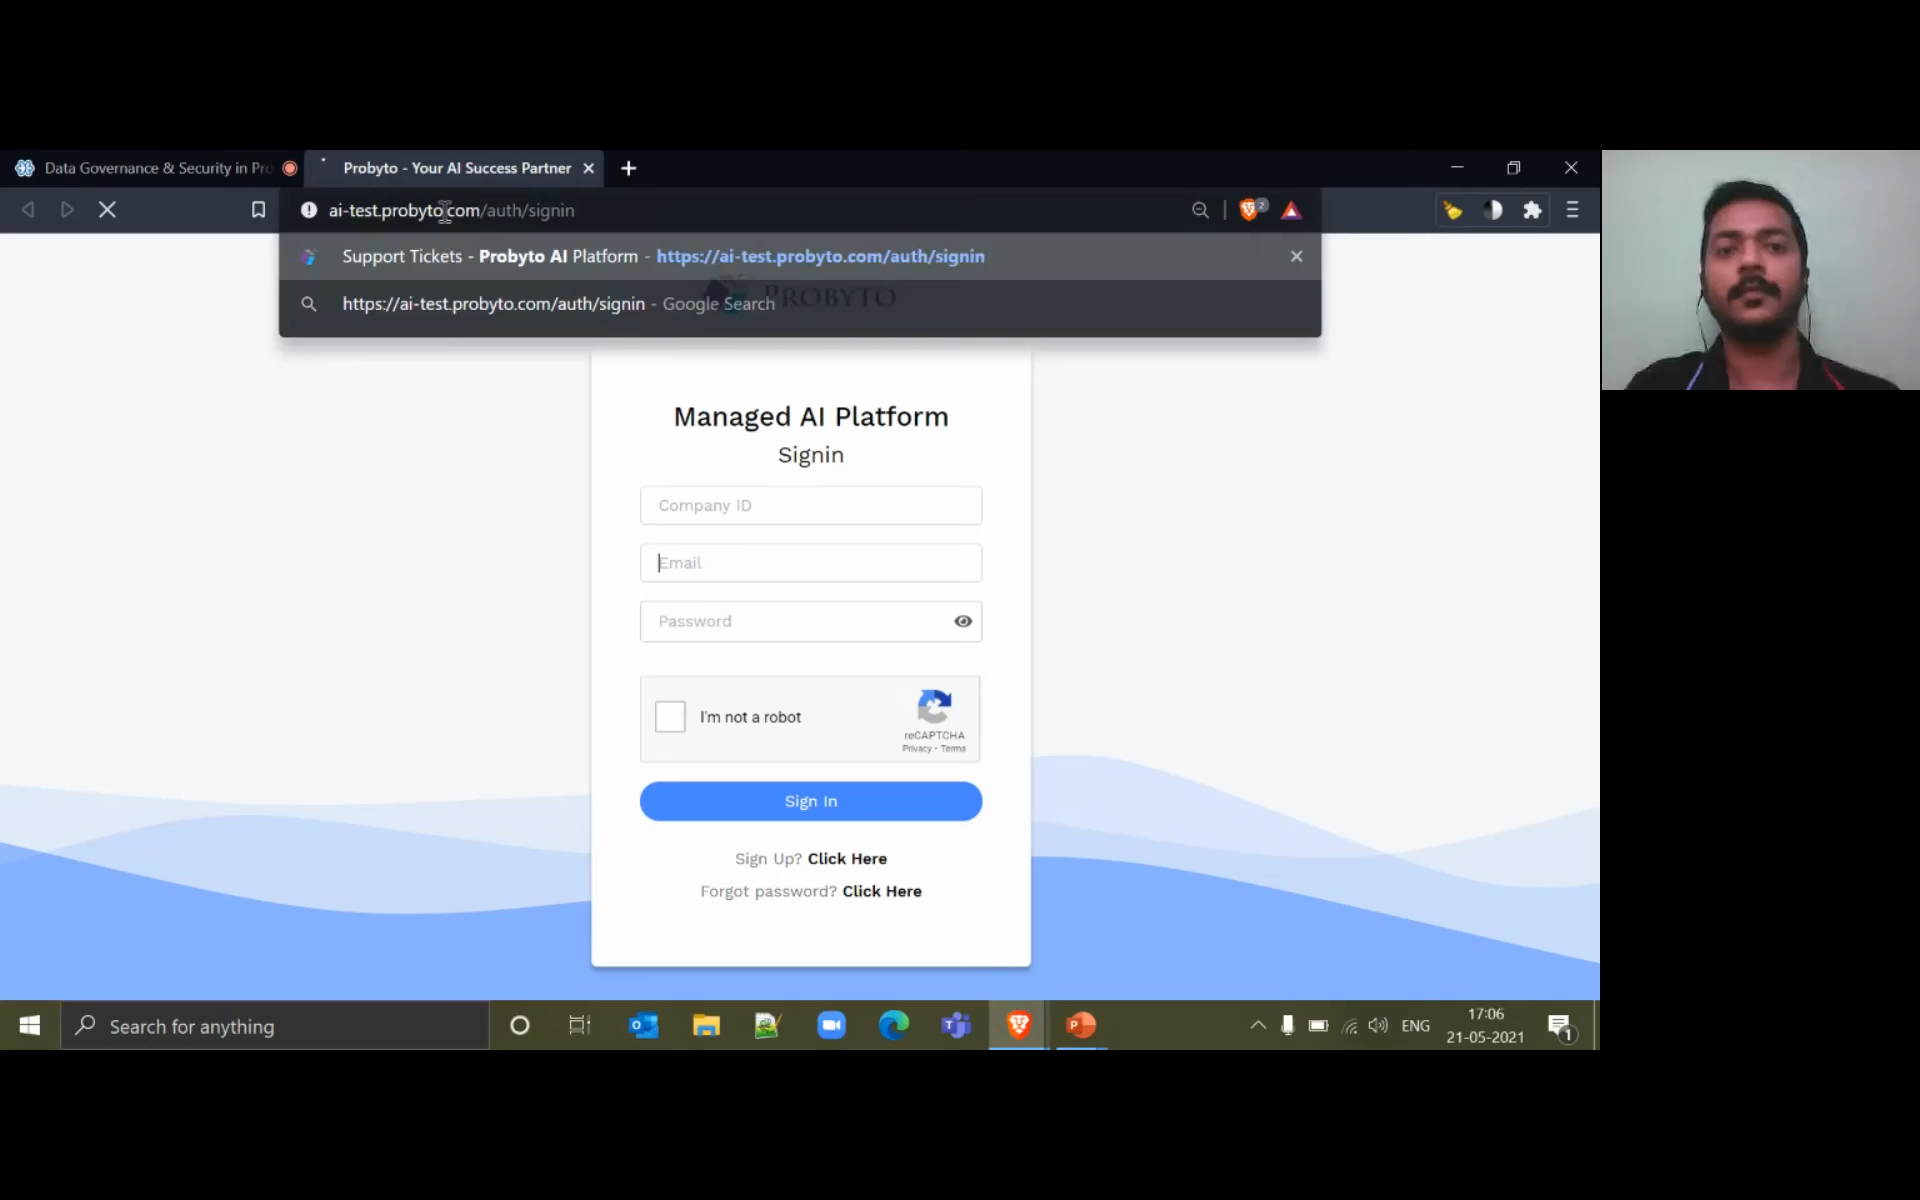 Data Governance & Security in Pro
Probyto - Your AI Success Partner
ai-test.probyto.com/auth/signin
2
Support Tickets - Probyto AI Platform - https://ai-test.probyto.com/auth/signin
https://ai-test.probyto.com/auth/signin - Google Search
PROBYTO
Managed AI Platform
Signin
Company ID
Email
Password
I'm not a robot
reCAPTCHA
Privacy - Terms
Sign In
Sign Up? Click Here
Forgot password? Click Here
Search for anything
ENG
17:06
21-05-2021
1